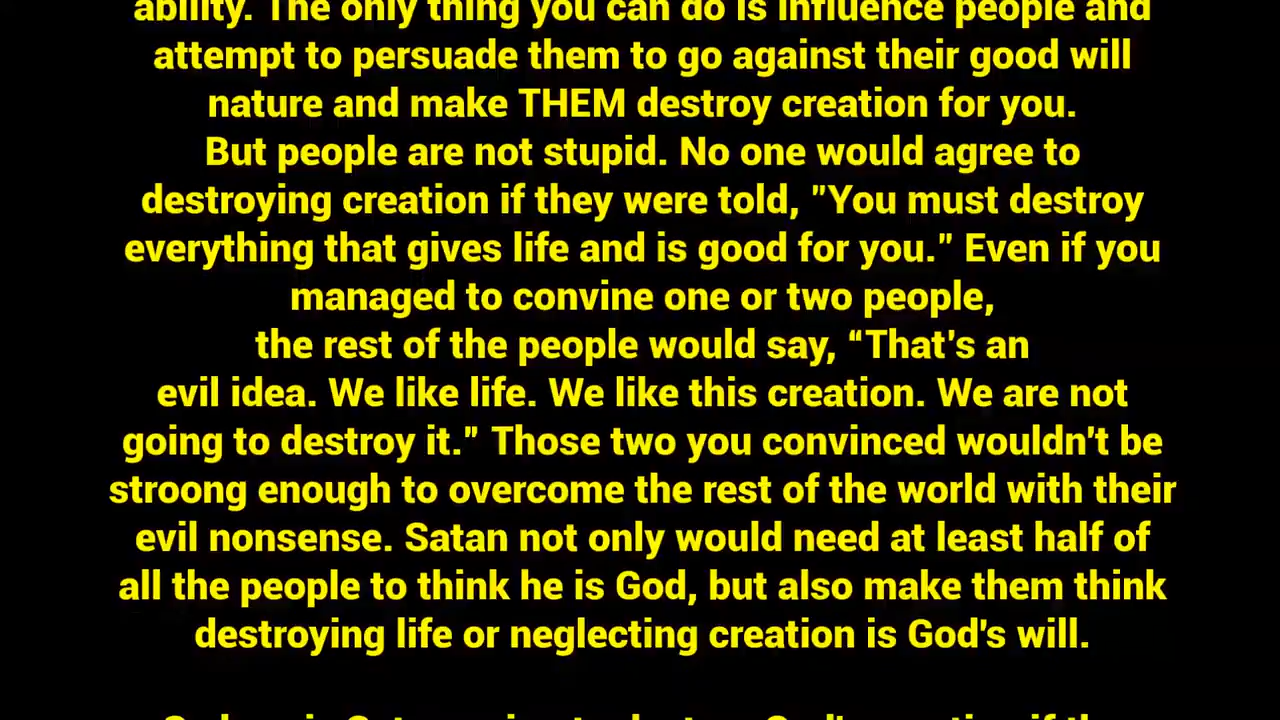 ability. The only thing you can do is influence people and
attempt to persuade them to go against their good will
nature and make THEM destroy creation for you.
But people are not stupid. No one would agree to
destroying creation if they were told, "You must destroy
everything that gives life and is good for you." Even if you
managed to convine one or two people,
the rest of the people would say, “That's an
evil idea. We like life. We like this creation. We are not
going to destroy it.” Those two you convinced wouldn't be
stroong enough to overcome the rest of the world with their
evil nonsense. Satan not only would need at least half of
all the people to think he is God, but also make them think
destroying life or neglecting creation is God's will.